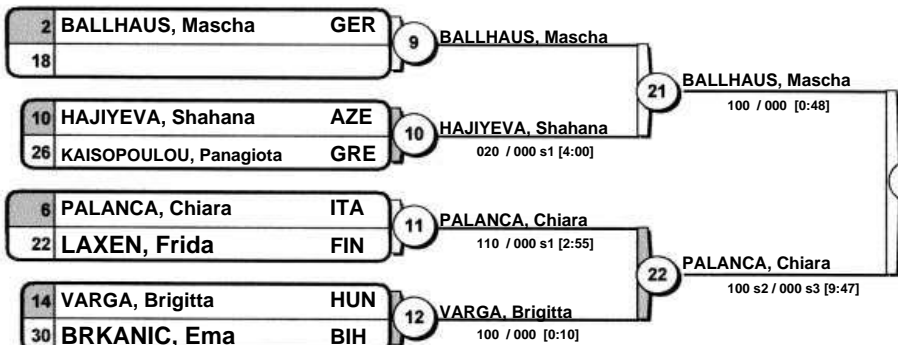 2 BALLHAUS, Mascha GER
18
9
BALLHAUS, Mascha
10 HAJIYEVA, Shahana AZE
26 KAISOPOULOU, Panagiota GRE
10
HAJIYEVA, Shahana
020 / 000 s1 [4:00]
21
BALLHAUS, Mascha
100 / 000 [0:48]
6 PALANCA, Chiara ITA
22 LAXEN, Frida FIN
11
PALANCA, Chiara
110 / 000 s1 [2:55]
14 VARGA, Brigitta HUN
30 BRKANIC, Ema BIH
12
VARGA, Brigitta
100 / 000 [0:10]
22
PALANCA, Chiara
100 s2 / 000 s3 [9:47]